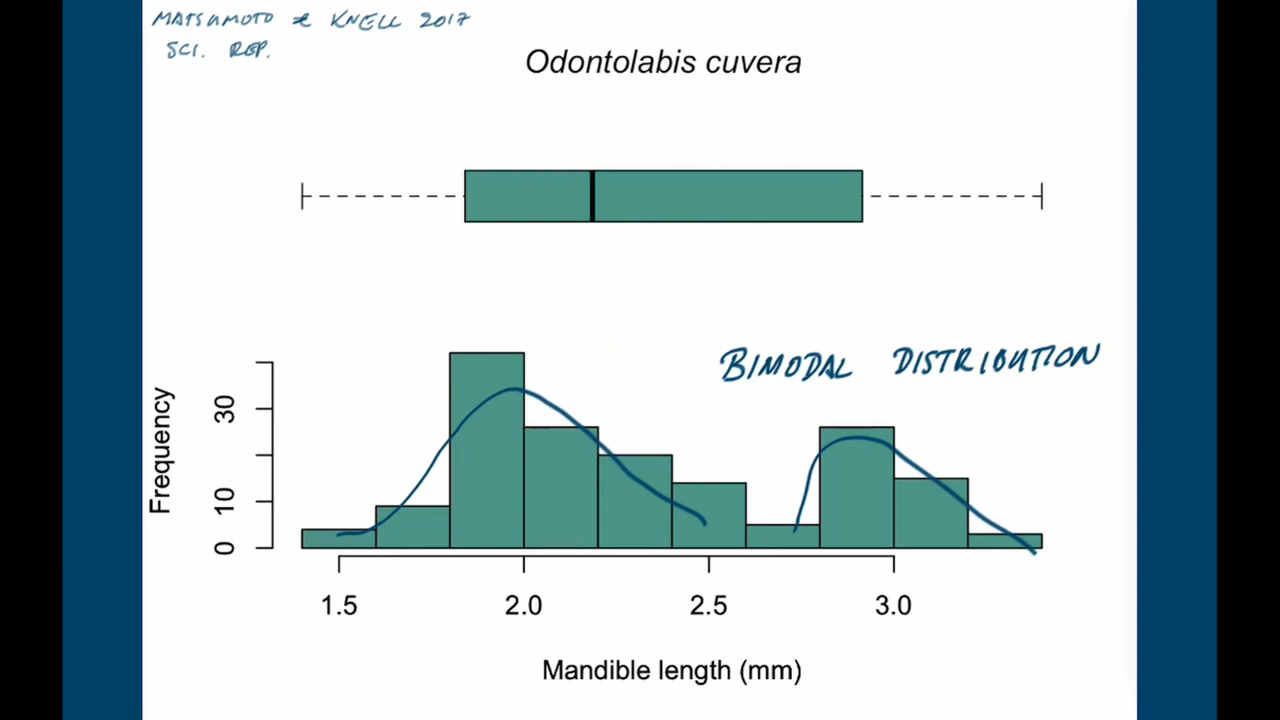 MATSUMOTO & KNELL 2017
SCI. REP.
Odontolabis cuvera
BIMODAL DISTRIBUTION
Frequency
30
10
0
1.5 2.0 2.5 3.0
Mandible length (mm)